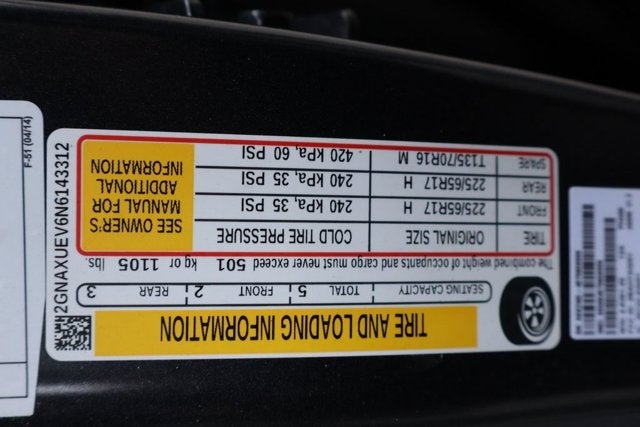 TIRE AND LOADING INFORMATION
SEATING CAPACITY TOTAL 5 FRONT 2 REAR 3
The combined weight of occupants and cargo must never exceed 501 kg or 1105 lbs.
TIRE ORIGINAL SIZE COLD TIRE PRESSURE
FRONT 225/65R17 H 240 kPa, 35 PSI
REAR 225/65R17 H 240 kPa, 35 PSI
SPARE T135/70R16 M 420 kPa, 60 PSI
SEE OWNER'S
MANUAL FOR
ADDITIONAL
INFORMATION
2GNAXUEV6N6143312
F-51 (04/14)